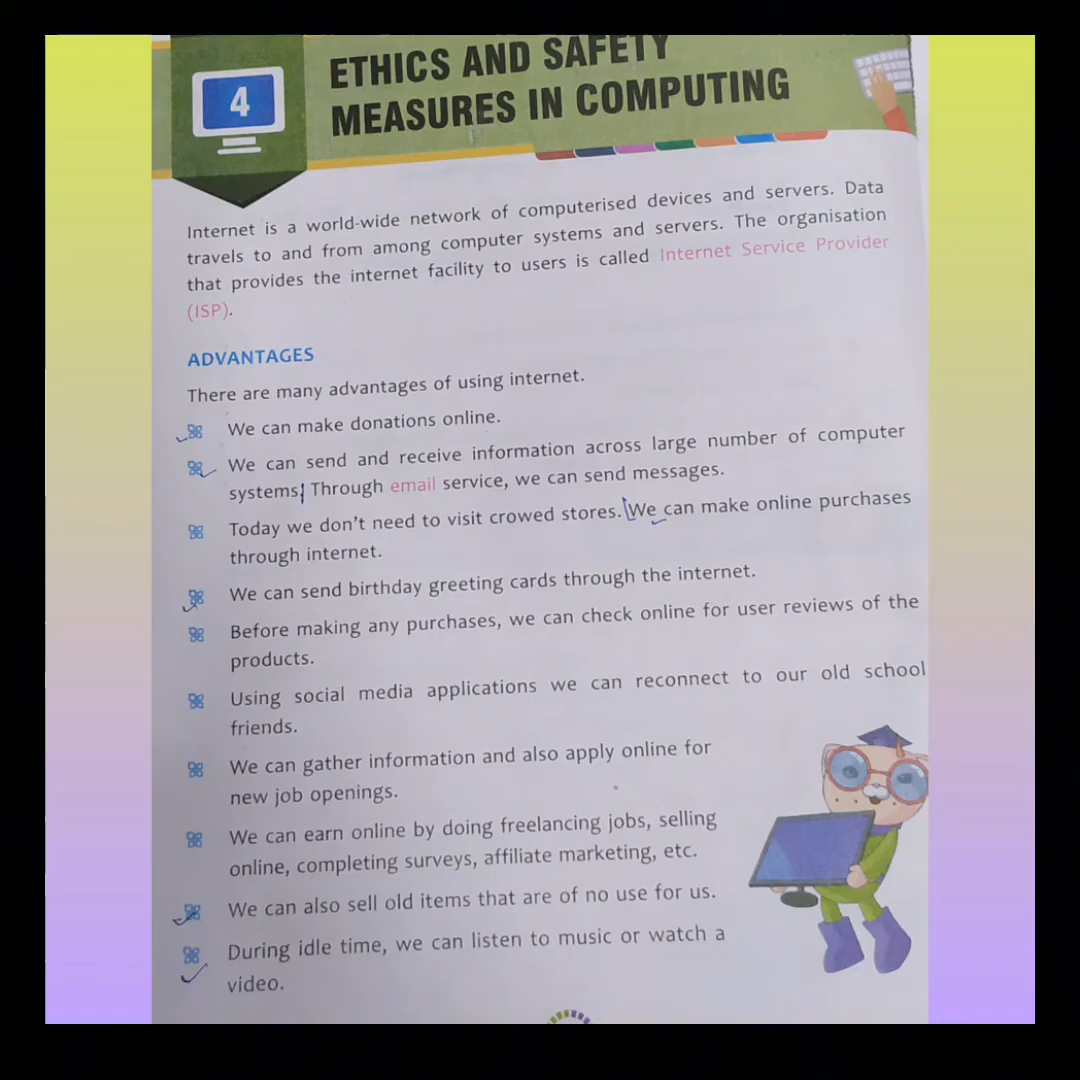 4
ETHICS AND SAFETY
MEASURES IN COMPUTING
Internet is a world-wide network of computerised devices and servers. Data
travels to and from among computer systems and servers. The organisation
that provides the internet facility to users is called Internet Service Provider
(ISP).
ADVANTAGES
There are many advantages of using internet.
We can make donations online.
We can send and receive information across large number of computer
systems. Through email service, we can send messages.
Today we don't need to visit crowed stores. We can make online purchases
through internet.
We can send birthday greeting cards through the internet.
Before making any purchases, we can check online for user reviews of the
products.
Using social media applications we can reconnect to our old school
friends.
We can gather information and also apply online for
new job openings.
We can earn online by doing freelancing jobs, selling
online, completing surveys, affiliate marketing, etc.
We can also sell old items that are of no use for us.
During idle time, we can listen to music or watch a
video.